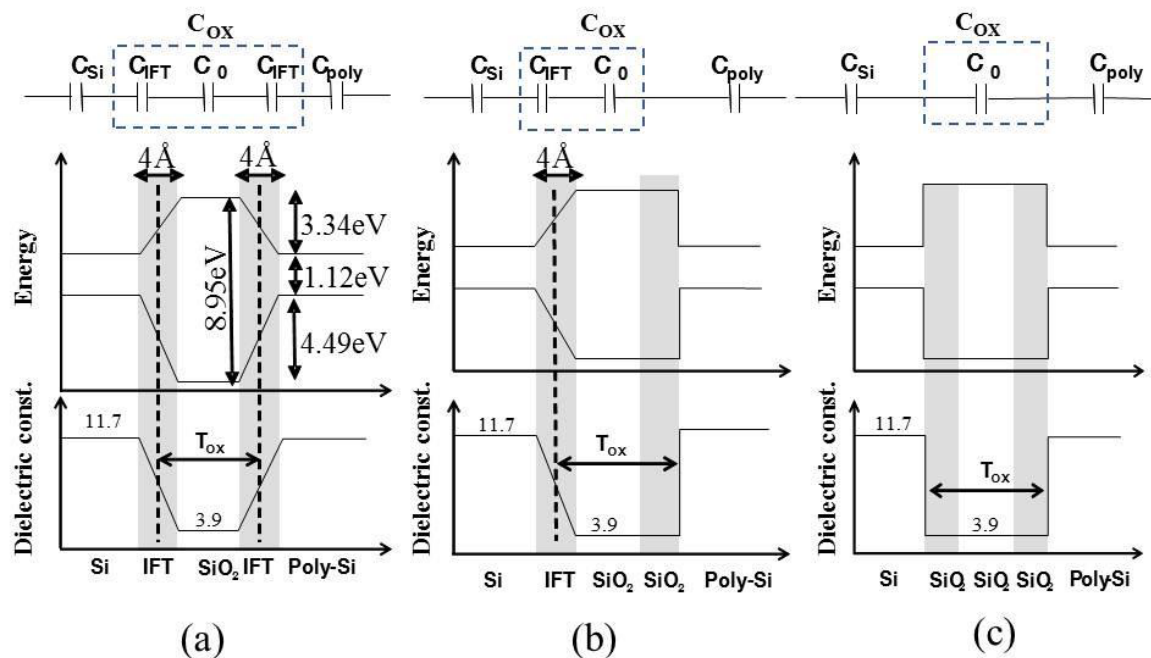 C_OX
C_Si C_IFT C_0 C_IFT C_poly
4Å 4Å
Energy
8.95eV
3.34eV
1.12eV
4.49eV
Dielectric const.
11.7
T_ox
3.9
Si IFT SiO₂ IFT Poly-Si
(a)
C_OX
C_Si C_IFT C_0 C_poly
4Å
Energy
Dielectric const.
11.7
T_ox
3.9
Si IFT SiO₂ SiO₂ Poly-Si
(b)
C_OX
C_Si C_0 C_poly
Energy
Dielectric const.
11.7
T_ox
3.9
Si SiO₂ SiO₂ SiO₂ Poly-Si
(c)